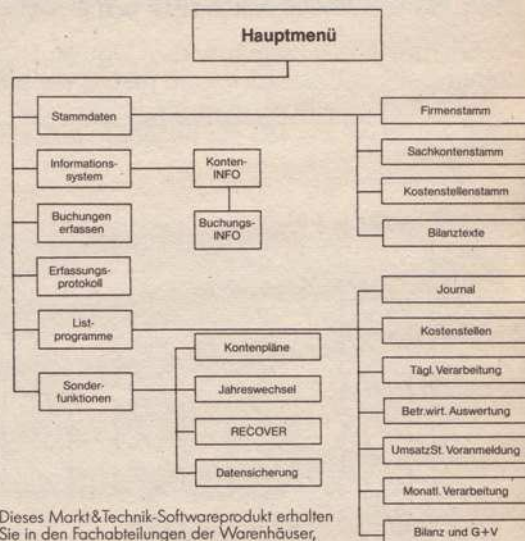 Hauptmenü
Stammdaten
Firmenstamm
Sachkontenstamm
Kostenstellenstamm
Bilanztexte
Informations-
system
Konten-
INFO
Buchungs-
INFO
Buchungen
erfassen
Erfassungs-
protokoll
List-
programme
Journal
Kostenstellen
Tägl. Verarbeitung
Betr.wirt. Auswertung
UmsatzSt. Voranmeldung
Monatl. Verarbeitung
Bilanz und G+V
Sonder-
funktionen
Kontenpläne
Jahreswechsel
RECOVER
Datensicherung
Dieses Markt&Technik-Softwareprodukt erhalten
Sie in den Fachabteilungen der Warenhäuser,